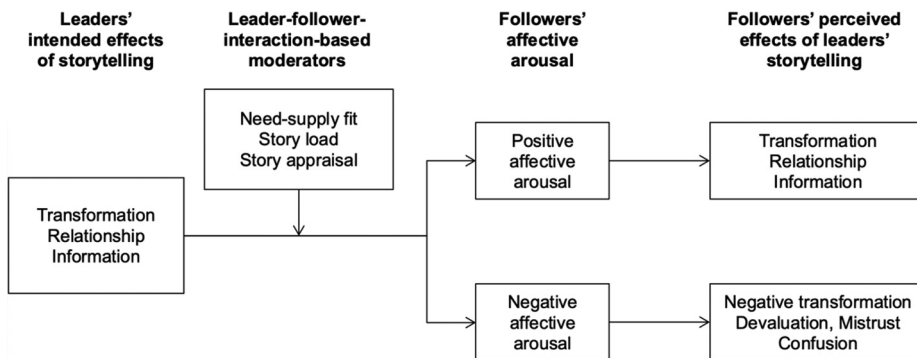 Leaders'
intended effects
of storytelling
Leader-follower-
interaction-based
moderators
Followers'
affective
arousal
Followers' perceived
effects of leaders'
storytelling
Need-supply fit
Story load
Story appraisal
Transformation
Relationship
Information
Positive
affective
arousal
Transformation
Relationship
Information
Negative
affective
arousal
Negative transformation
Devaluation, Mistrust
Confusion